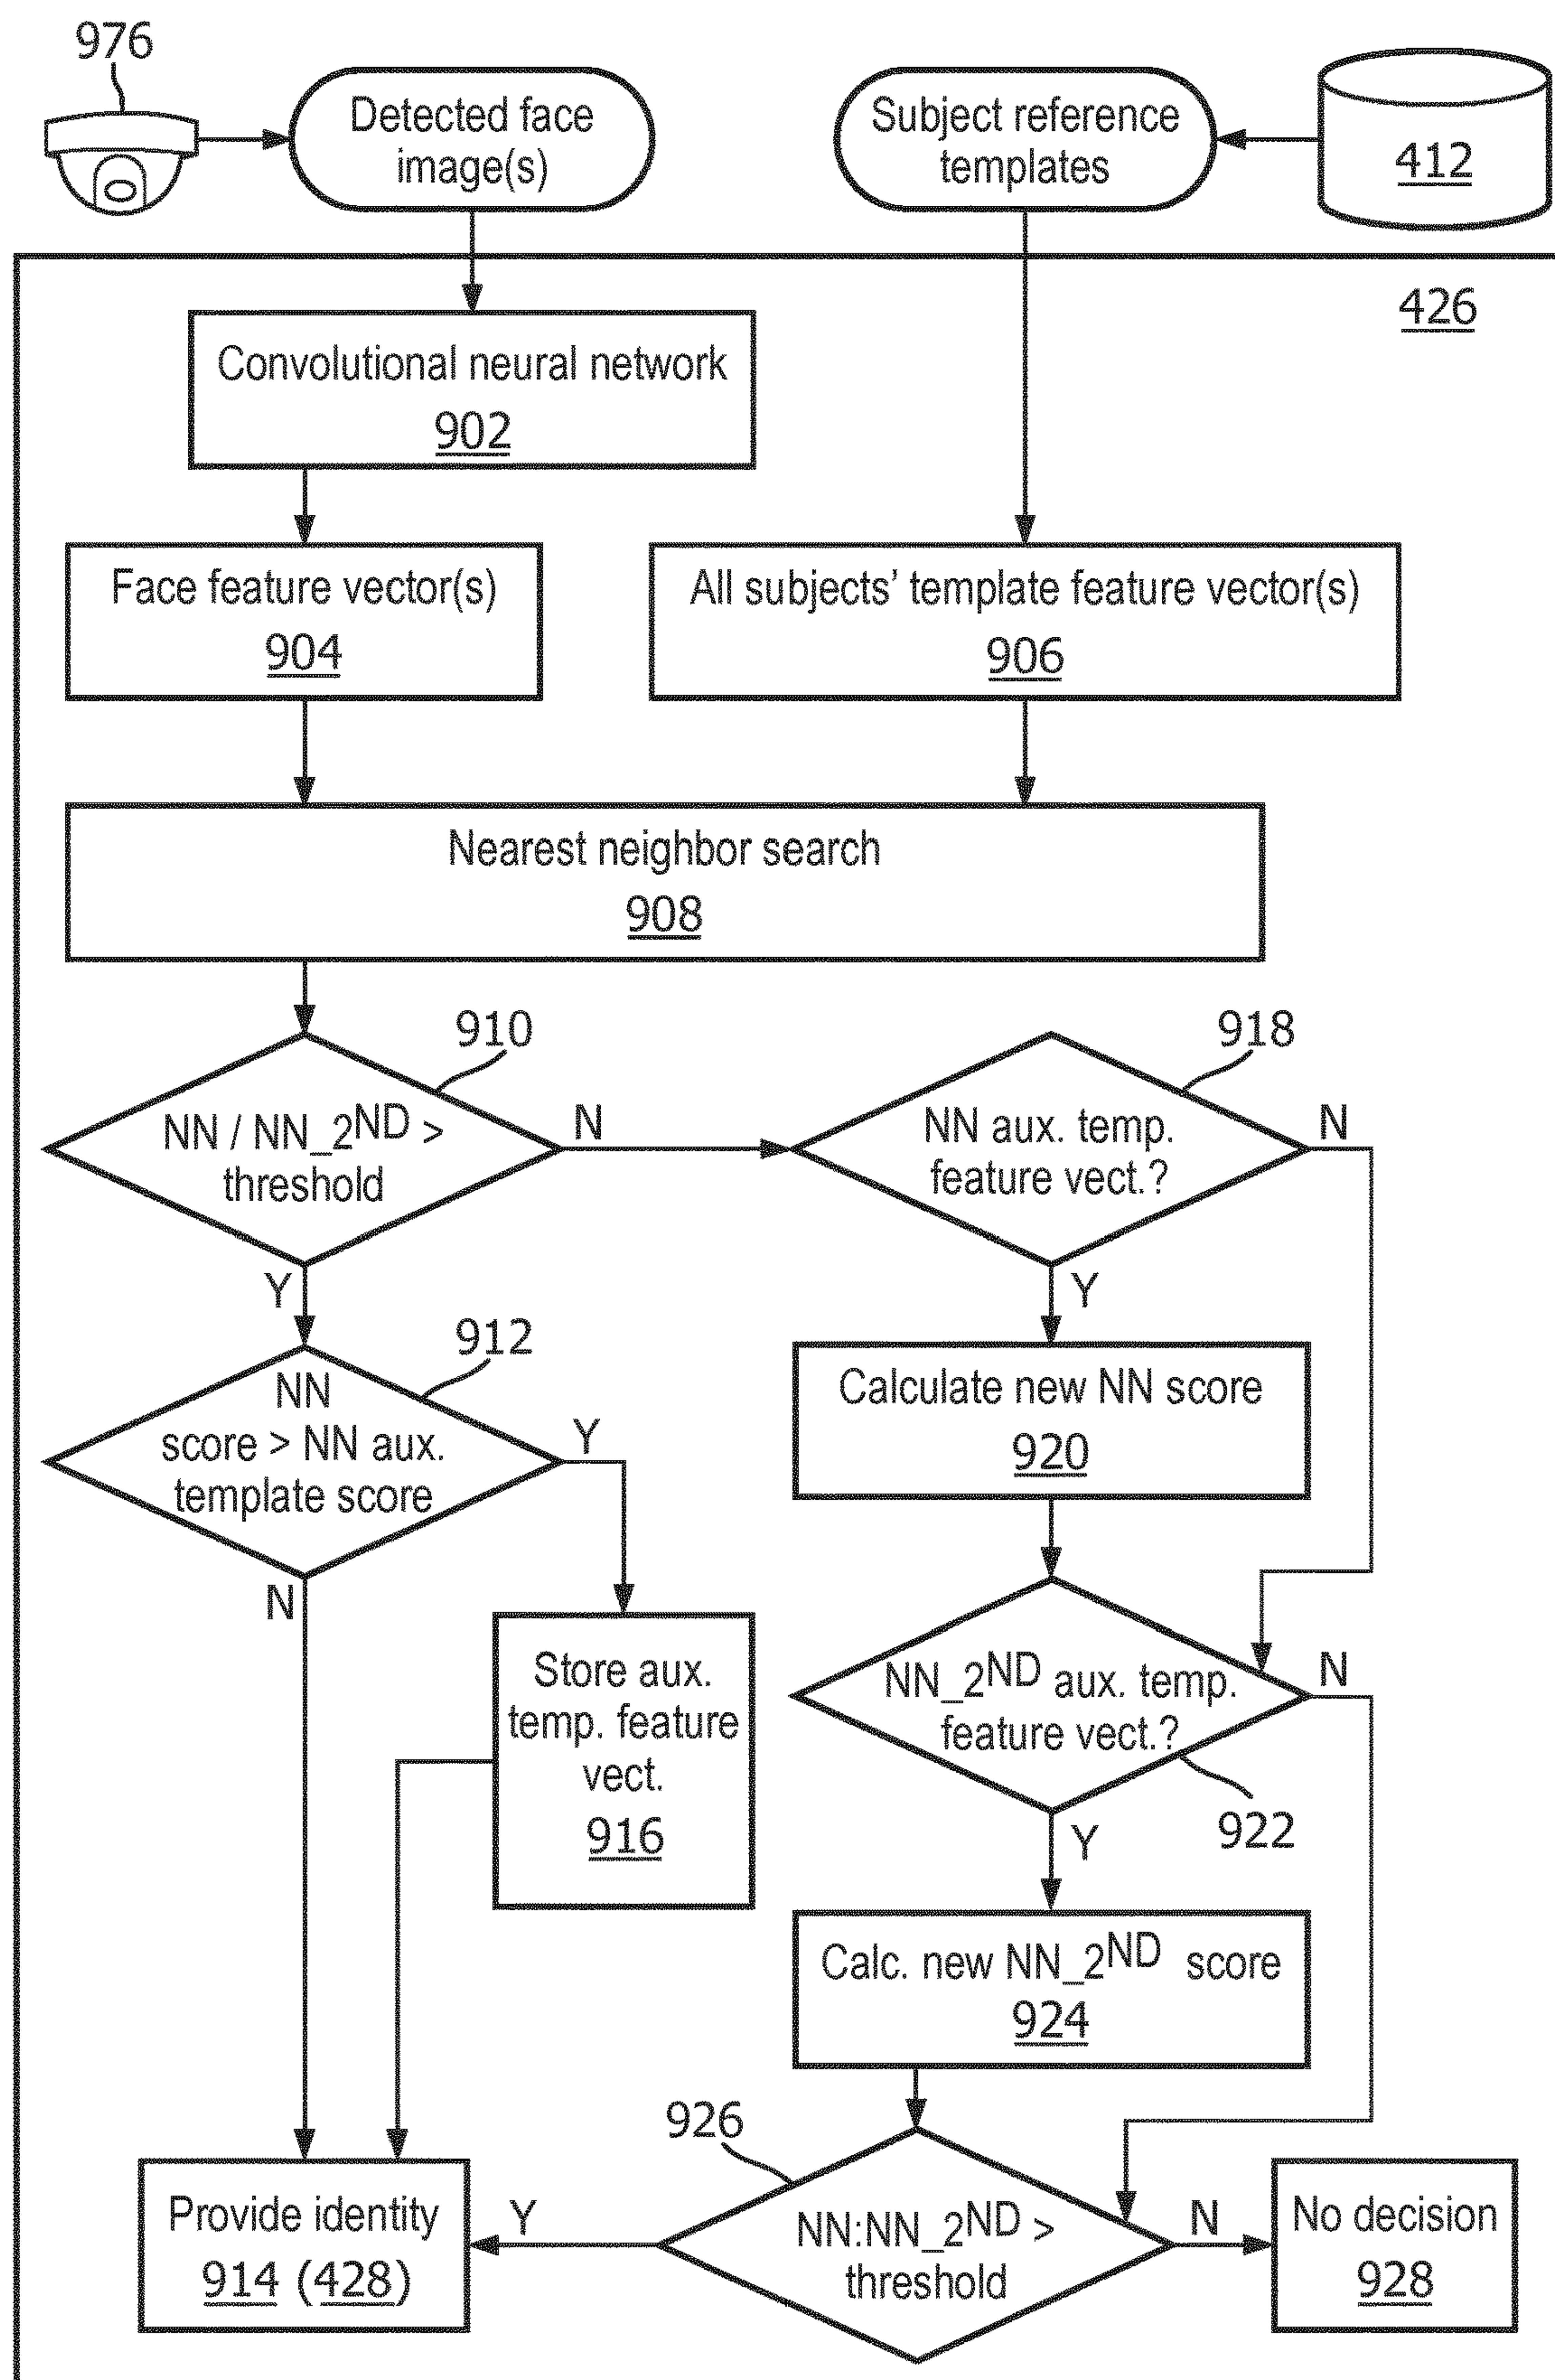 976
Detected face
image(s)
Subject reference
templates
412
426
Convolutional neural network
902
Face feature vector(s)
904
All subjects' template feature vector(s)
906
Nearest neighbor search
908
910
NN / NN_2ND >
threshold
N
Y
918
NN aux. temp.
feature vect.?
N
Y
912
NN
score > NN aux.
template score
Y
N
Calculate new NN score
920
Store aux.
temp. feature
vect.
916
NN_2ND aux. temp.
feature vect.?
N
922
Y
Calc. new NN_2ND score
924
926
NN:NN_2ND >
threshold
Y
N
Provide identity
914 (428)
No decision
928